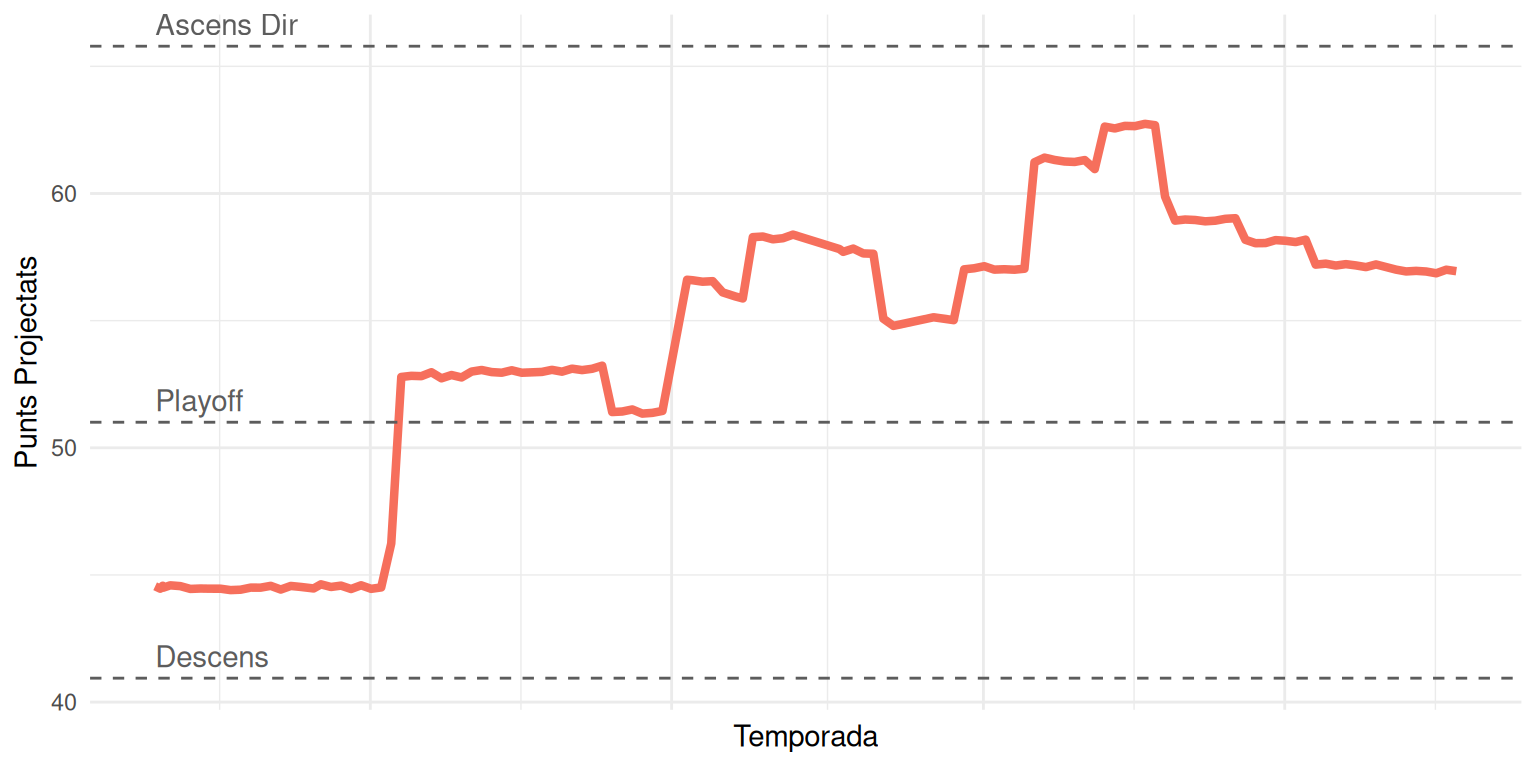 Ascens Dir
60
Playoff
50
Descens
40
Punts Projectats
Temporada